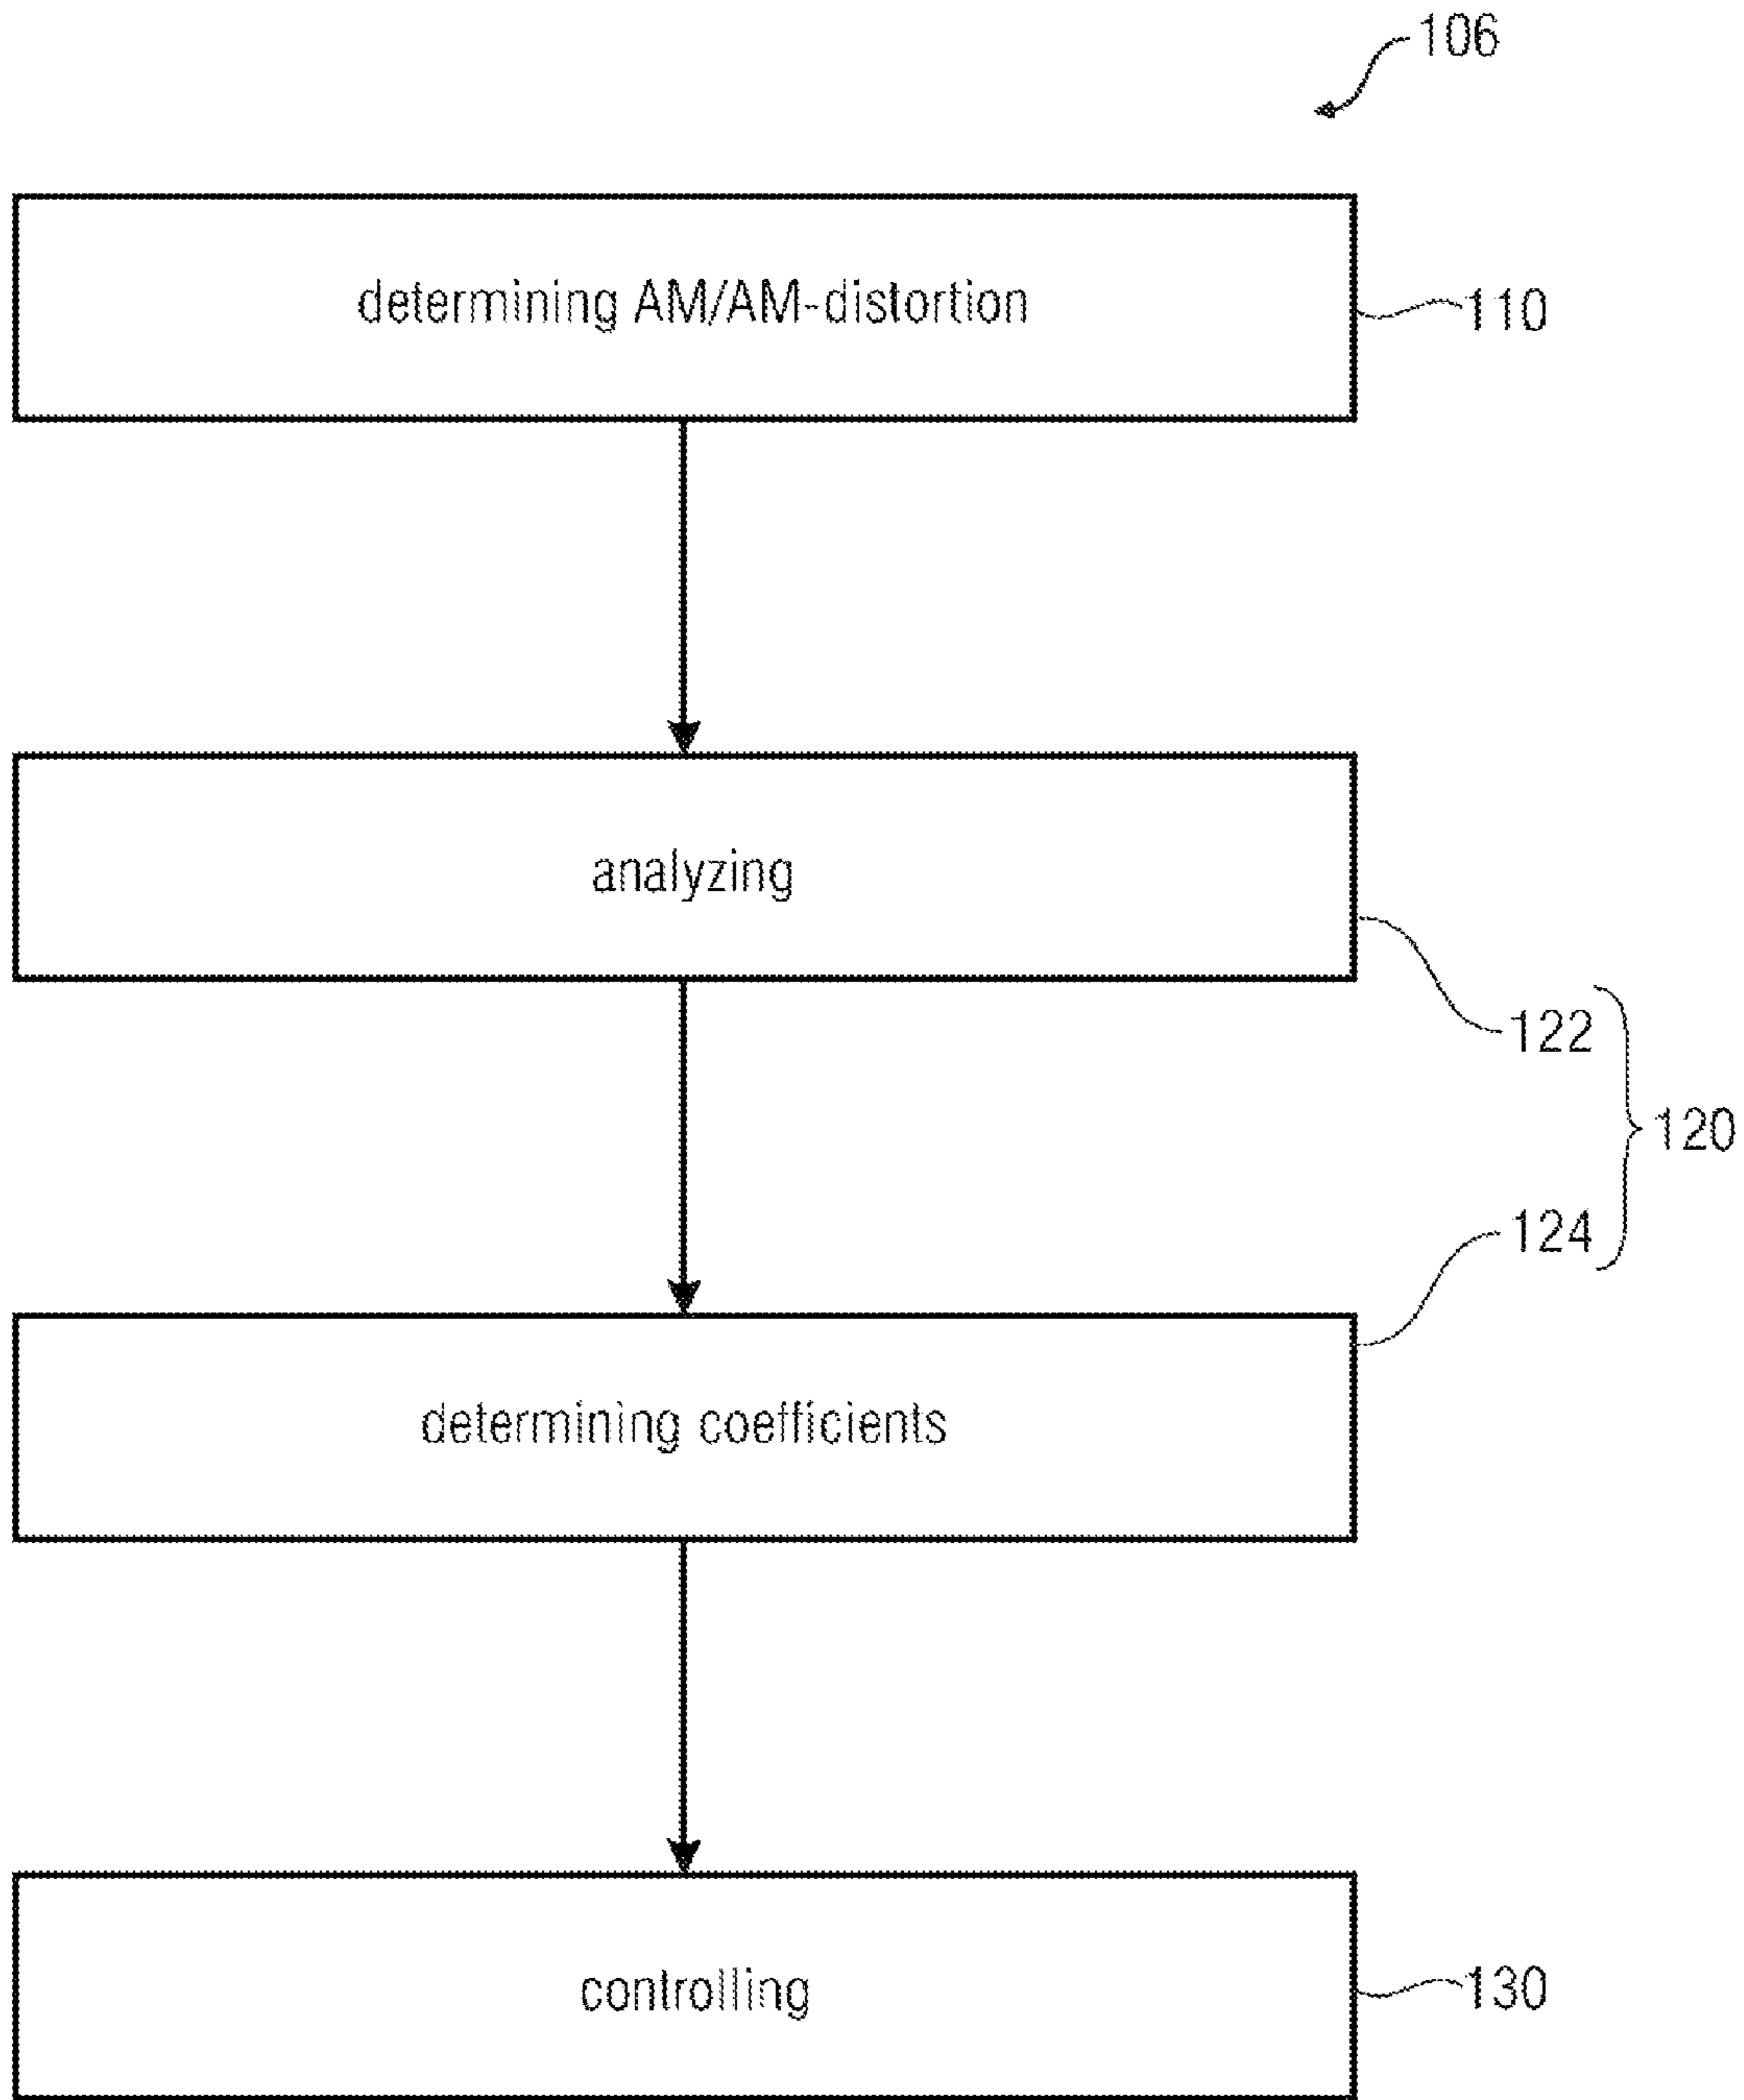 106
determining AM/AM-distortion
110
analyzing
122
120
124
determining coefficients
controlling
130